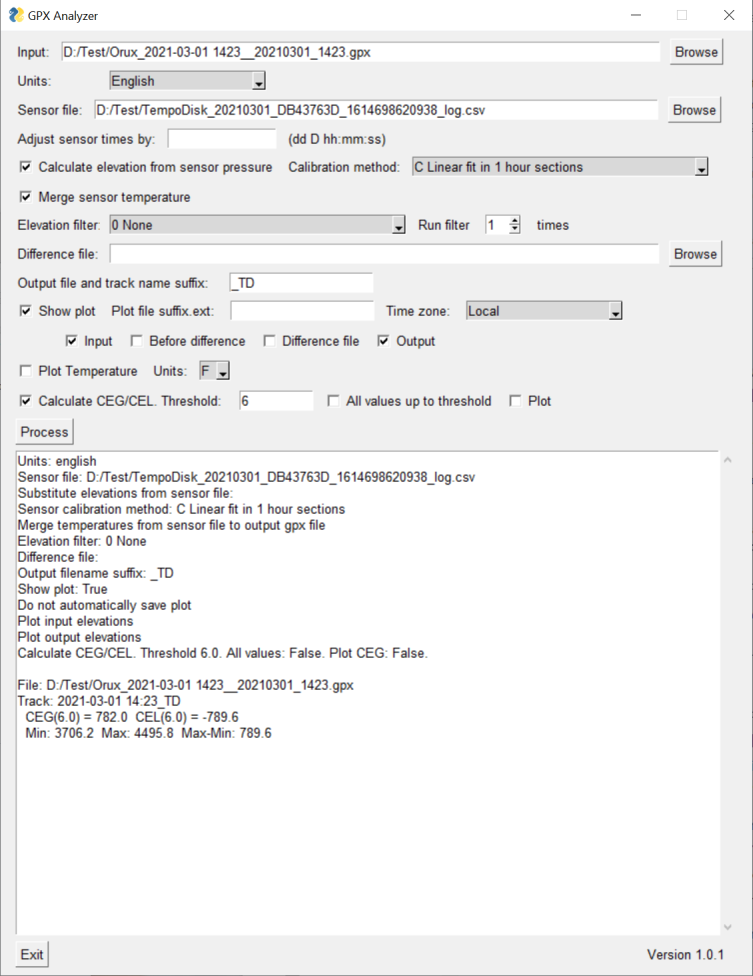 GPX Analyzer
Input: D:/Test/Orux_2021-03-01 1423__20210301_1423.gpx Browse
Units: English
Sensor file: D:/Test/TempoDisk_20210301_DB43763D_1614698620938_log.csv Browse
Adjust sensor times by: (dd D hh:mm:ss)
Calculate elevation from sensor pressure Calibration method: C Linear fit in 1 hour sections
Merge sensor temperature
Elevation filter: 0 None Run filter 1 times
Difference file: Browse
Output file and track name suffix: _TD
Show plot Plot file suffix.ext: Time zone: Local
Input Before difference Difference file Output
Plot Temperature Units: F
Calculate CEG/CEL. Threshold: 6 All values up to threshold Plot
Process
Units: english
Sensor file: D:/Test/TempoDisk_20210301_DB43763D_1614698620938_log.csv
Substitute elevations from sensor file:
Sensor calibration method: C Linear fit in 1 hour sections
Merge temperatures from sensor file to output gpx file
Elevation filter: 0 None
Difference file:
Output filename suffix: _TD
Show plot: True
Do not automatically save plot
Plot input elevations
Plot output elevations
Calculate CEG/CEL. Threshold 6.0. All values: False. Plot CEG: False.
File: D:/Test/Orux_2021-03-01 1423__20210301_1423.gpx
Track: 2021-03-01 14:23_TD
CEG(6.0) = 782.0 CEL(6.0) = -789.6
Min: 3706.2 Max: 4495.8 Max-Min: 789.6
Exit Version 1.0.1